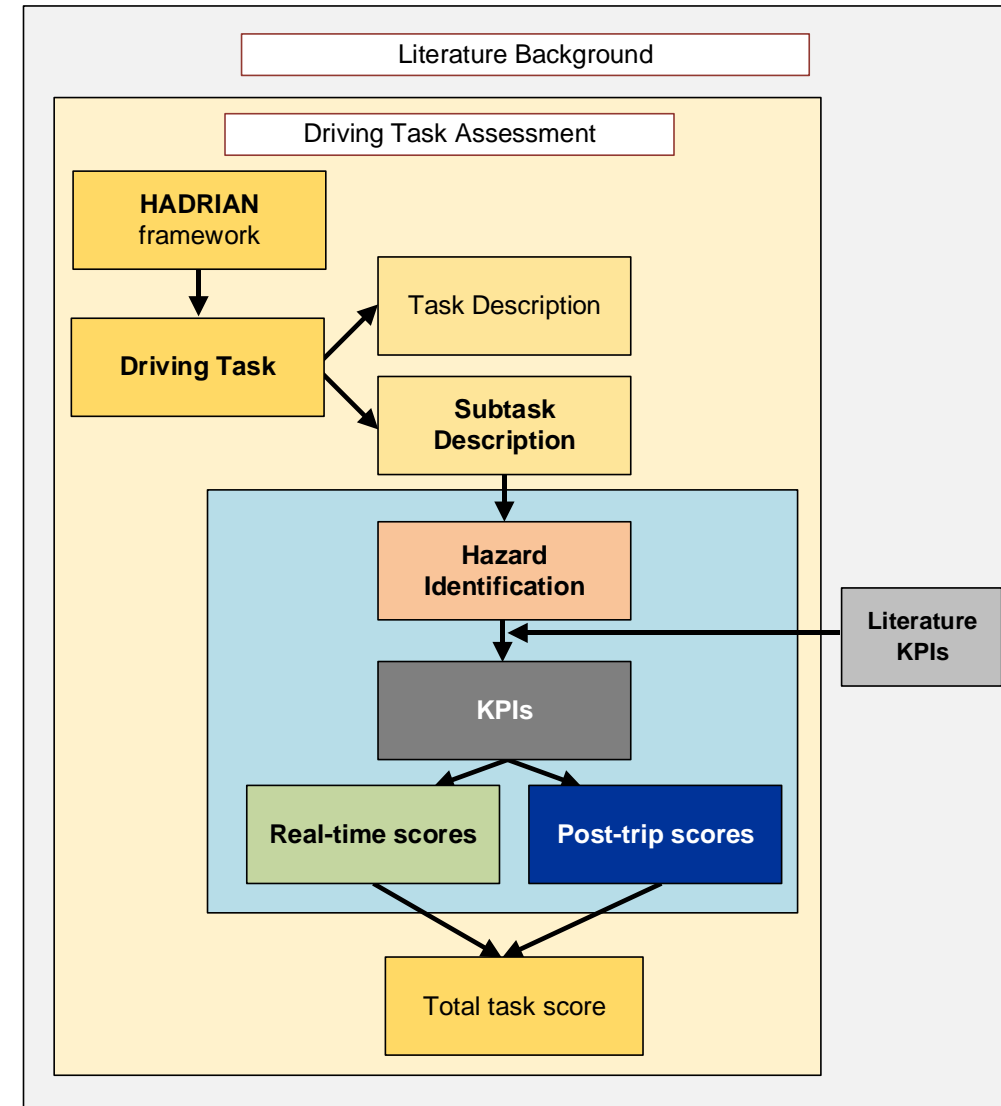 Literature Background
Driving Task Assessment
HADRIAN
framework
Task Description
Driving Task
Subtask
Description
Hazard
Identification
Literature
KPIs
KPIs
Real-time scores
Post-trip scores
Total task score